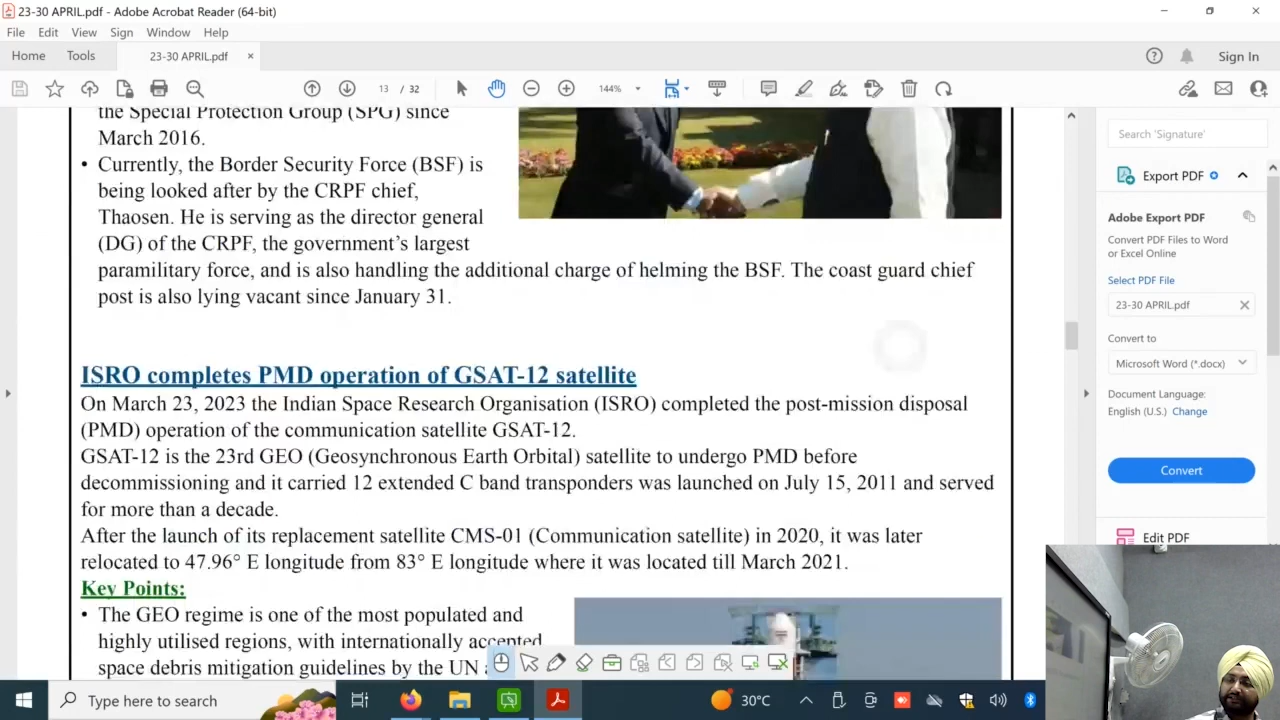 23-30 APRIL.pdf - Adobe Acrobat Reader (64-bit)
File Edit View Sign Window Help
Home Tools 23-30 APRIL.pdf × Sign In
13 / 32 144%
the Special Protection Group (SPG) since
March 2016.
• Currently, the Border Security Force (BSF) is
being looked after by the CRPF chief,
Thaosen. He is serving as the director general
(DG) of the CRPF, the government's largest
paramilitary force, and is also handling the additional charge of helming the BSF. The coast guard chief
post is also lying vacant since January 31.
ISRO completes PMD operation of GSAT-12 satellite
On March 23, 2023 the Indian Space Research Organisation (ISRO) completed the post-mission disposal
(PMD) operation of the communication satellite GSAT-12.
GSAT-12 is the 23rd GEO (Geosynchronous Earth Orbital) satellite to undergo PMD before
decommissioning and it carried 12 extended C band transponders was launched on July 15, 2011 and served
for more than a decade.
After the launch of its replacement satellite CMS-01 (Communication satellite) in 2020, it was later
relocated to 47.96° E longitude from 83° E longitude where it was located till March 2021.
Key Points:
• The GEO regime is one of the most populated and
highly utilised regions, with internationally accepted
space debris mitigation guidelines by the UN
Search 'Signature'
Export PDF
Adobe Export PDF
Convert PDF Files to Word
or Excel Online
Select PDF File
23-30 APRIL.pdf
Convert to
Microsoft Word (*.docx)
Document Language:
English (U.S.) Change
Convert
Edit PDF
Type here to search
30°C